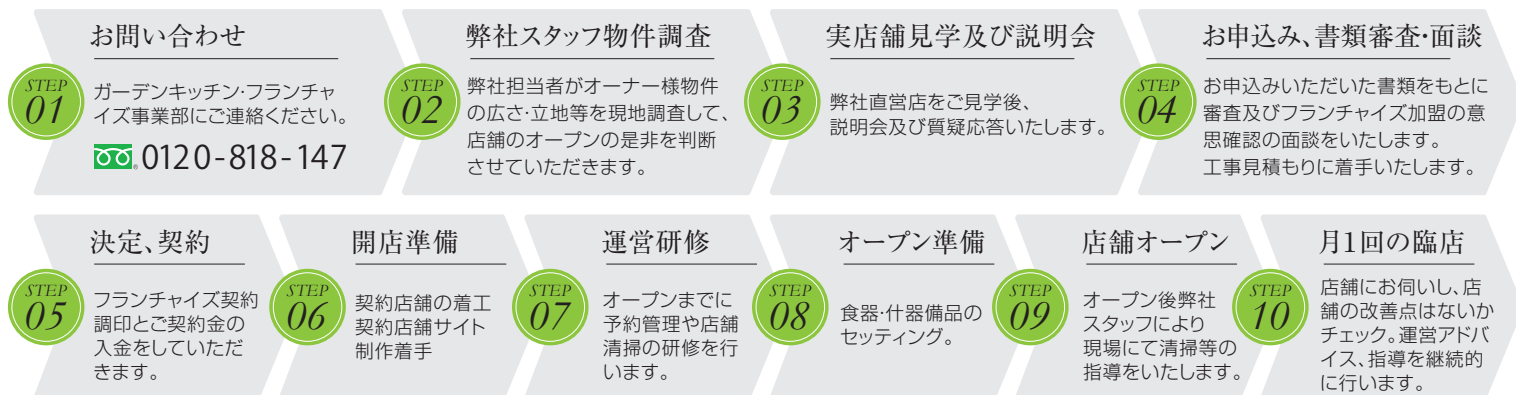 お問い合わせ
STEP
01
ガーデンキッチン・フランチャ
イズ事業部にご連絡ください。
0120-818-147
弊社スタッフ物件調査
STEP
02
弊社担当者がオーナー様物件
の広さ・立地等を現地調査して、
店舗のオープンの是非を判断
させていただきます。
実店舗見学及び説明会
STEP
03
弊社直営店をご見学後、
説明会及び質疑応答いたします。
お申込み、書類審査・面談
STEP
04
お申込みいただいた書類をもとに
審査及びフランチャイズ加盟の意
思確認の面談をいたします。
工事見積もりに着手いたします。
決定、契約
STEP
05
フランチャイズ契約
調印とご契約金の
入金をしていただ
きます。
開店準備
STEP
06
契約店舗の着工
契約店舗サイト
制作着手
運営研修
STEP
07
オープンまでに
予約管理や店舗
清掃の研修を行
います。
オープン準備
STEP
08
食器・什器備品の
セッティング。
店舗オープン
STEP
09
オープン後弊社
スタッフにより
現場にて清掃等の
指導をいたします。
月1回の臨店
STEP
10
店舗にお伺いし、店
舗の改善点はないか
チェック。運営アドバ
イス、指導を継続的
に行います。